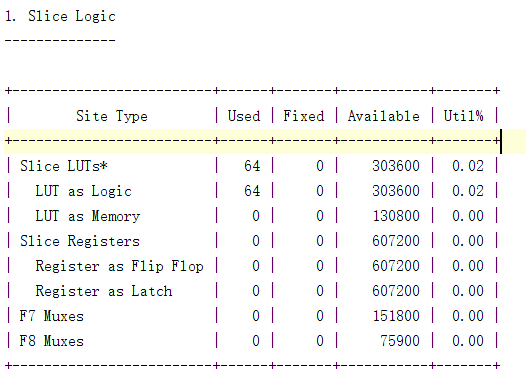 1. Slice Logic
--------------
+-------------------------+------+-------+-----------+-------+
|        Site Type        | Used | Fixed | Available | Util% |
+-------------------------+------+-------+-----------+-------+
| Slice LUTs*             |   64 |     0 |    303600 |  0.02 |
|   LUT as Logic          |   64 |     0 |    303600 |  0.02 |
|   LUT as Memory         |    0 |     0 |    130800 |  0.00 |
| Slice Registers         |    0 |     0 |    607200 |  0.00 |
|   Register as Flip Flop |    0 |     0 |    607200 |  0.00 |
|   Register as Latch     |    0 |     0 |    607200 |  0.00 |
| F7 Muxes                |    0 |     0 |    151800 |  0.00 |
| F8 Muxes                |    0 |     0 |     75900 |  0.00 |
+-------------------------+------+-------+-----------+-------+